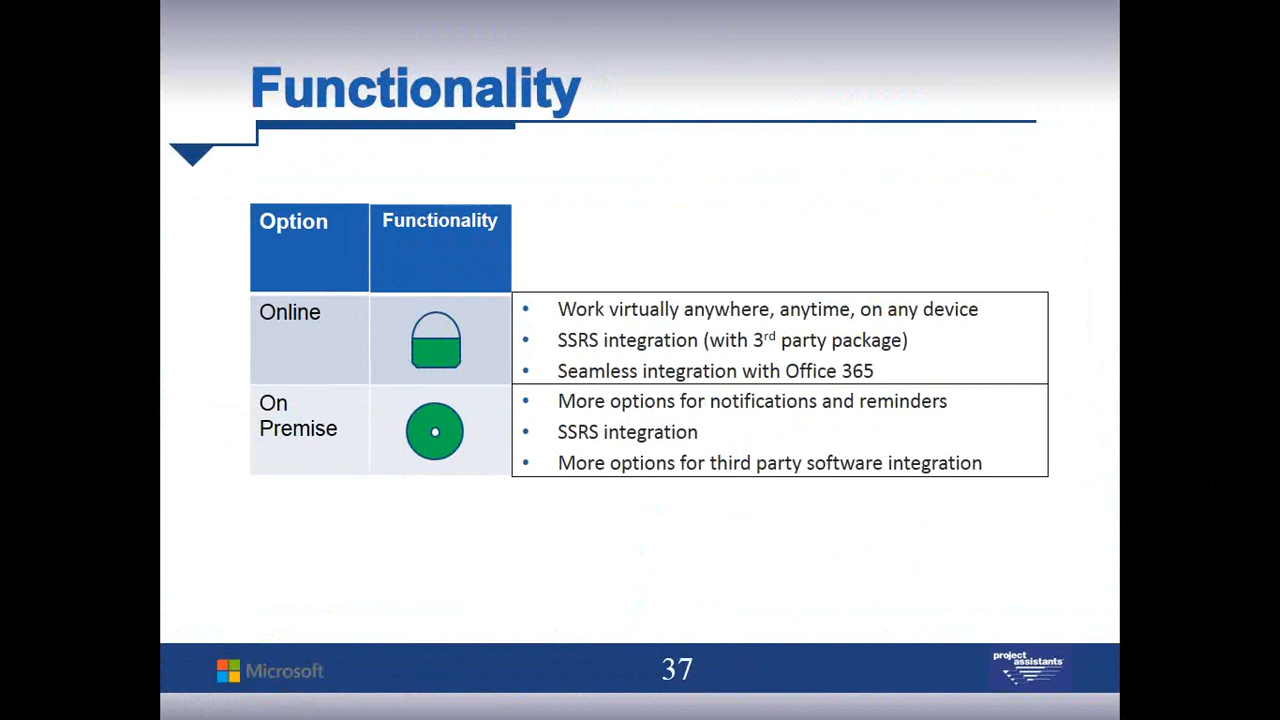 Functionality
Option
Functionality
Online
• Work virtually anywhere, anytime, on any device
• SSRS integration (with 3rd party package)
• Seamless integration with Office 365
On
Premise
• More options for notifications and reminders
• SSRS integration
• More options for third party software integration
Microsoft
37
project
assistants